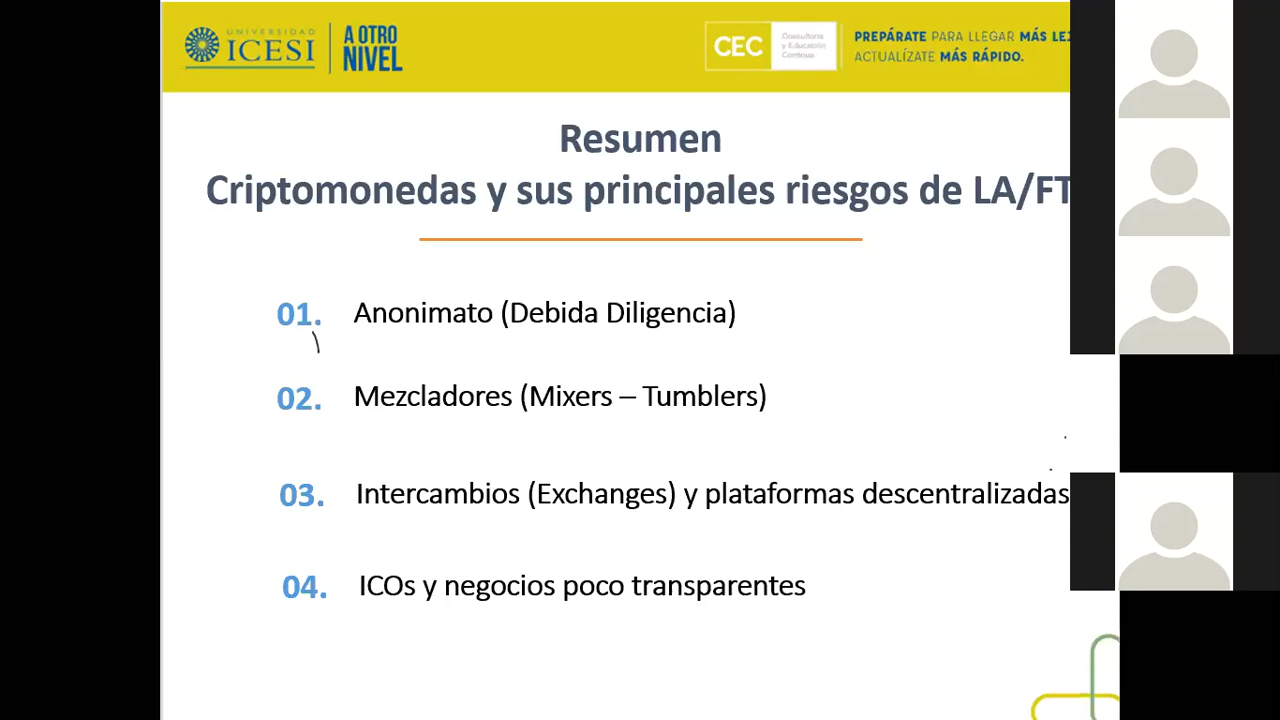 UNIVERSIDAD
ICESI
A OTRO
NIVEL
CEC
Consultoría
y Educación
Continua
PREPÁRATE PARA LLEGAR MÁS
ACTUALÍZATE MÁS RÁPIDO.
Resumen
Criptomonedas y sus principales riesgos de LA/FT
01. Anonimato (Debida Diligencia)
02. Mezcladores (Mixers – Tumblers)
03. Intercambios (Exchanges) y plataformas descentralizadas
04. ICOs y negocios poco transparentes